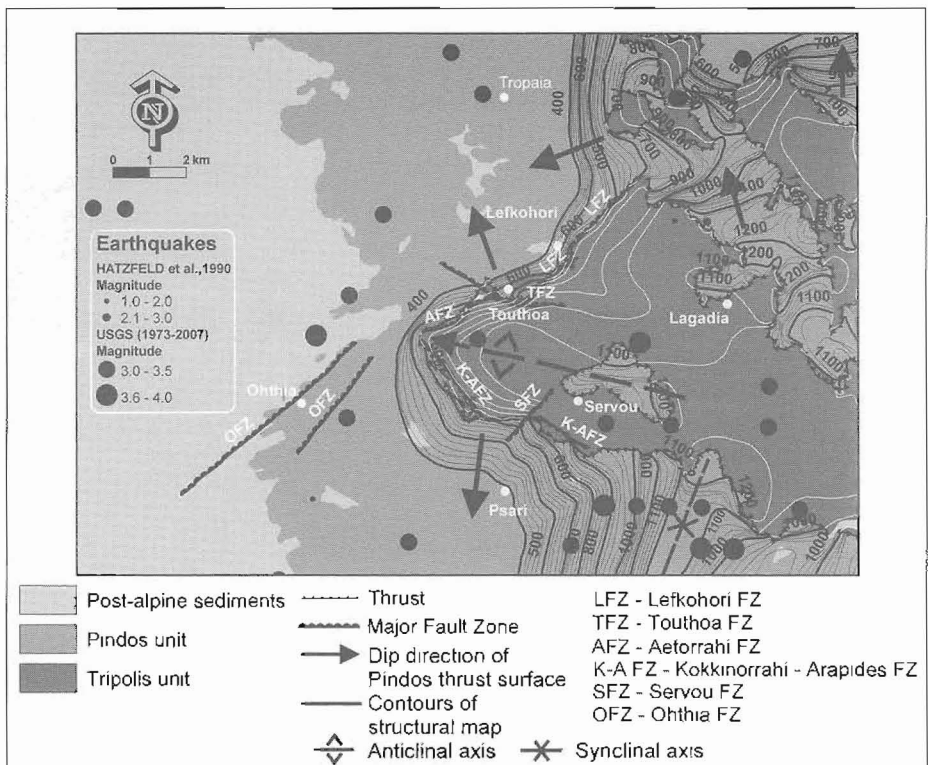 N
0 1 2 km
Tropaia
Lefkohori
LFZ
LFZ
TFZ
Touthoa
AFZ
Lagadia
K-AFZ
SFZ
Servou
K-AFZ
Ohthia
OFZ
OFZ
Psari
400
400
500
600
700
800
900
1000
1100
1200
Earthquakes
HATZFELD et al.,1990
Magnitude
1.0 - 2.0
2.1 - 3.0
USGS (1973-2007)
Magnitude
3.0 - 3.5
3.6 - 4.0
Post-alpine sediments
Pindos unit
Tripolis unit
Thrust
Major Fault Zone
Dip direction of
Pindos thrust surface
Contours of
structural map
Anticlinal axis
Synclinal axis
LFZ - Lefkohori FZ
TFZ - Touthoa FZ
AFZ - Aetorrahi FZ
K-A FZ - Kokkinorrahi - Arapides FZ
SFZ - Servou FZ
OFZ - Ohthia FZ